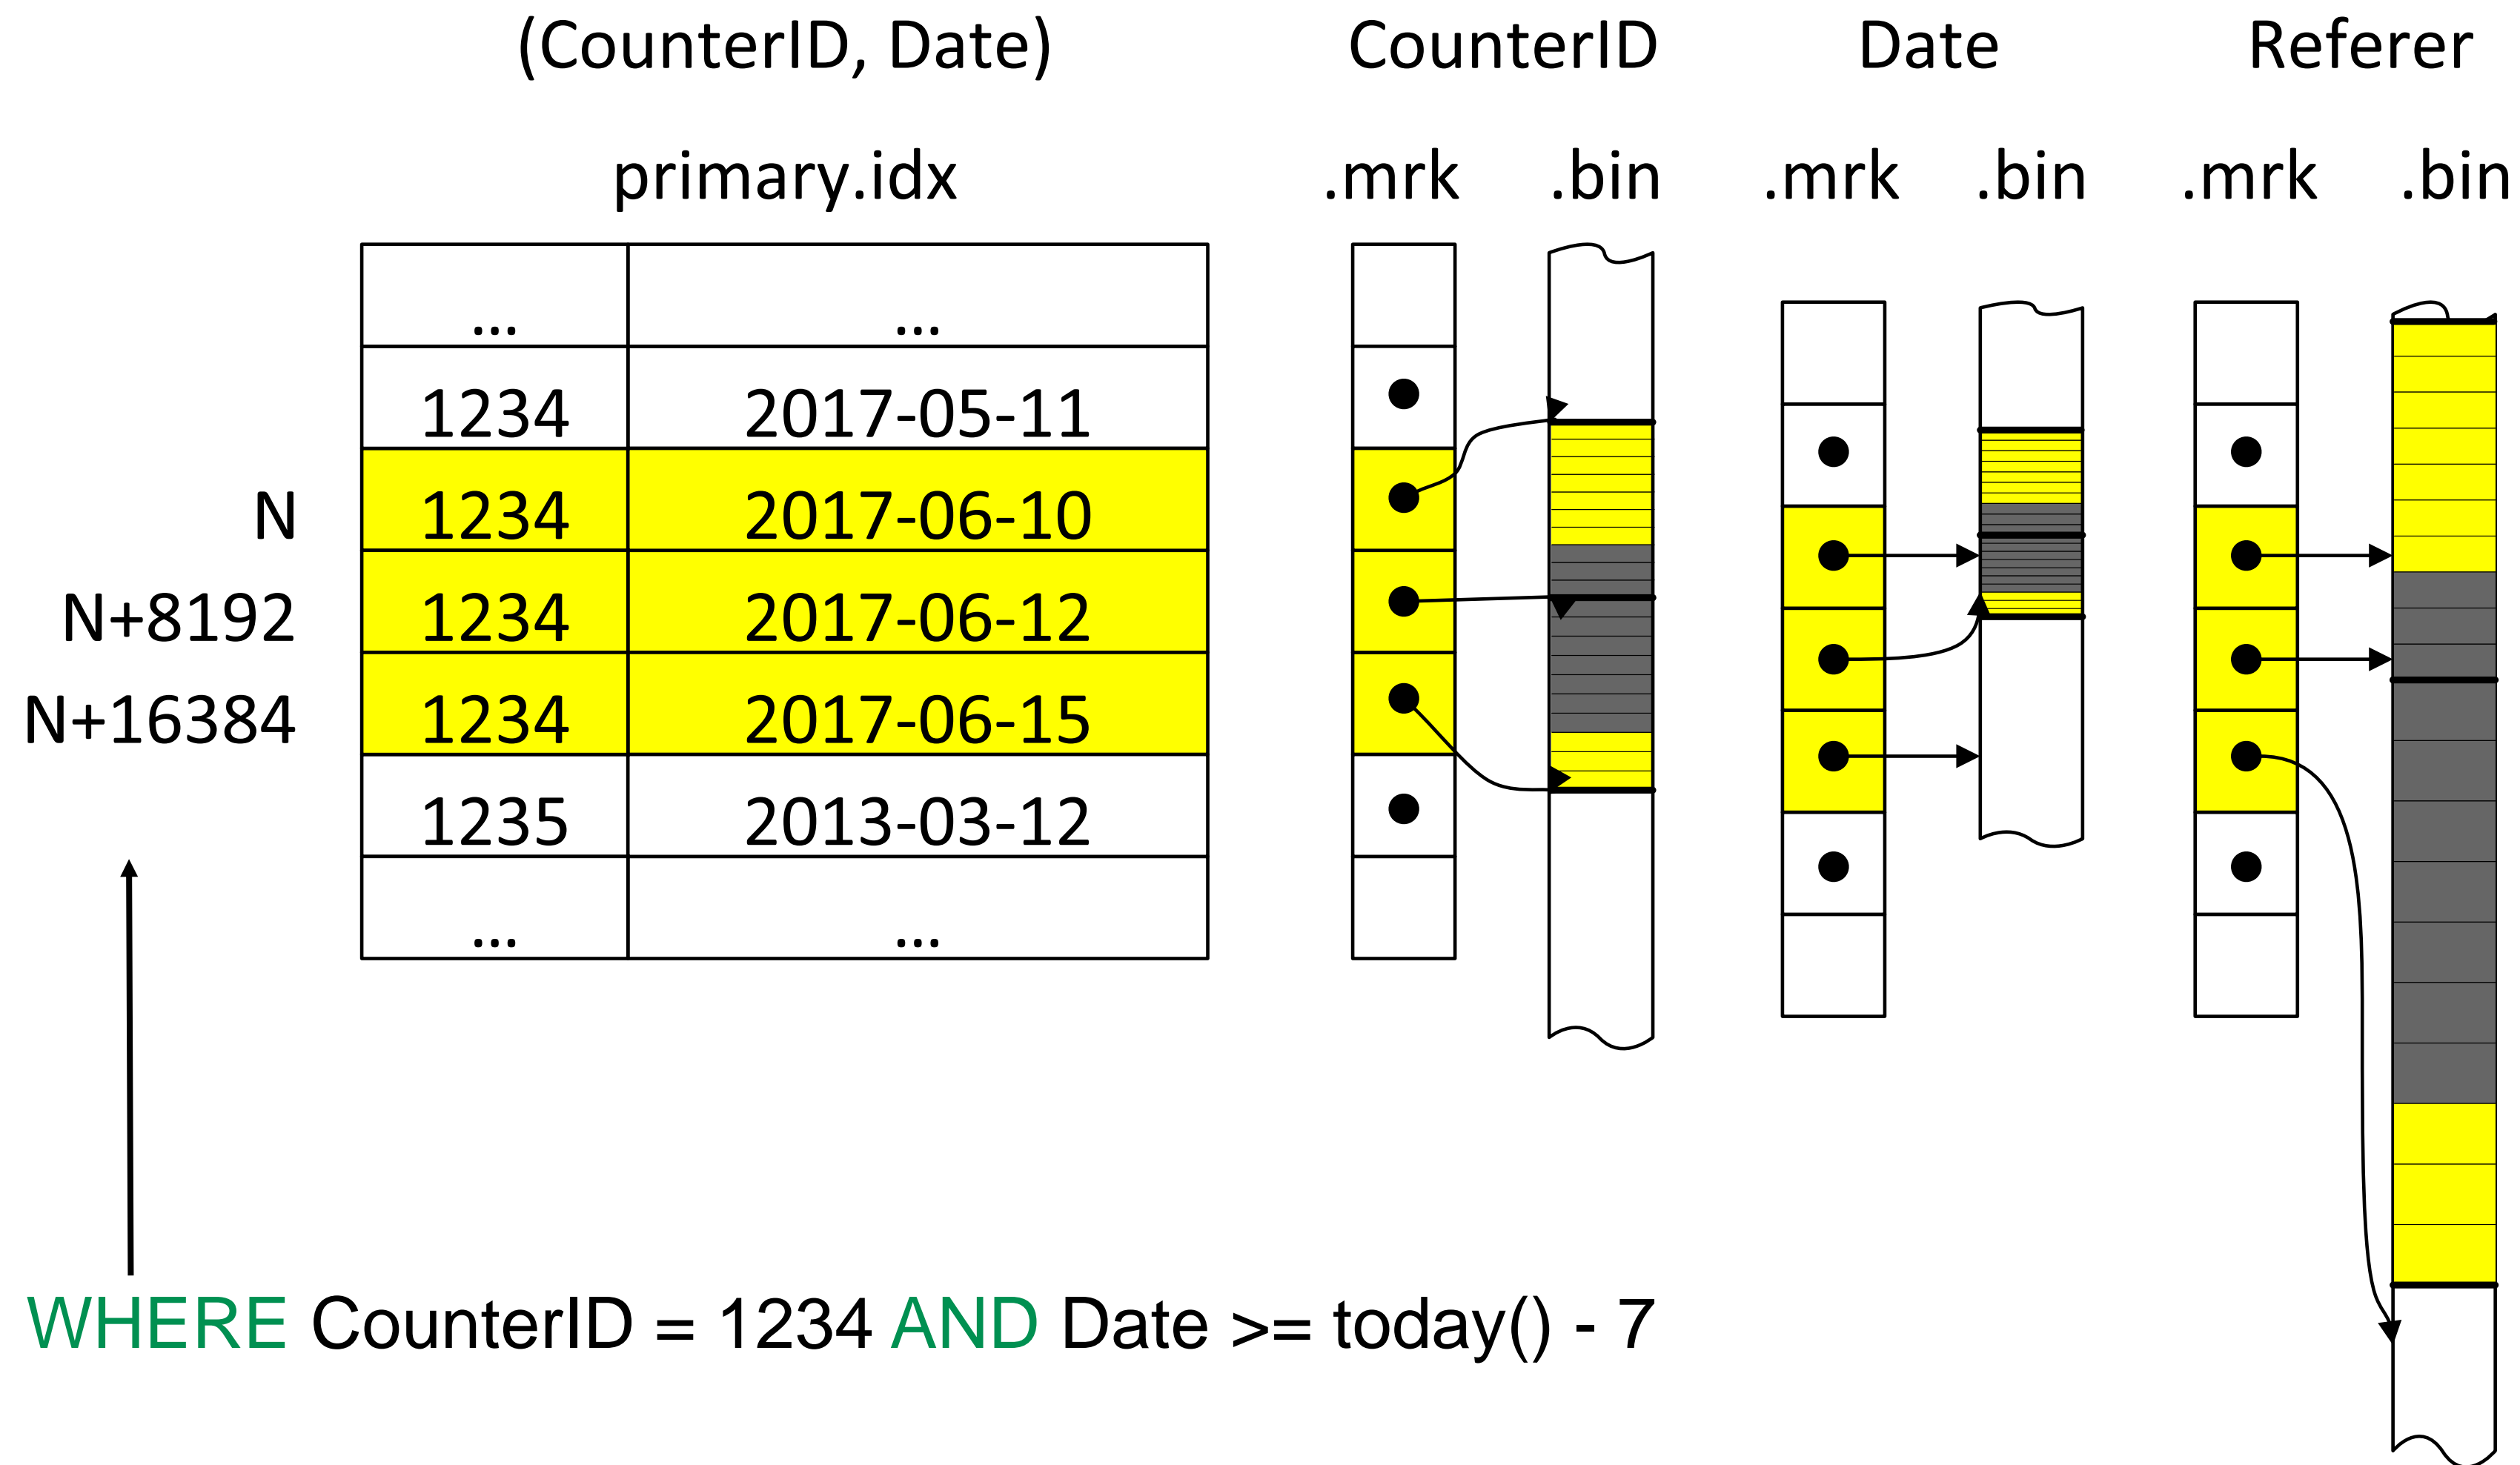 (CounterID, Date) CounterID Date Referer
primary.idx .mrk .bin .mrk .bin .mrk .bin
... ...
1234 2017-05-11
N 1234 2017-06-10
N+8192 1234 2017-06-12
N+16384 1234 2017-06-15
1235 2013-03-12
... ...
WHERE CounterID = 1234 AND Date >= today() - 7